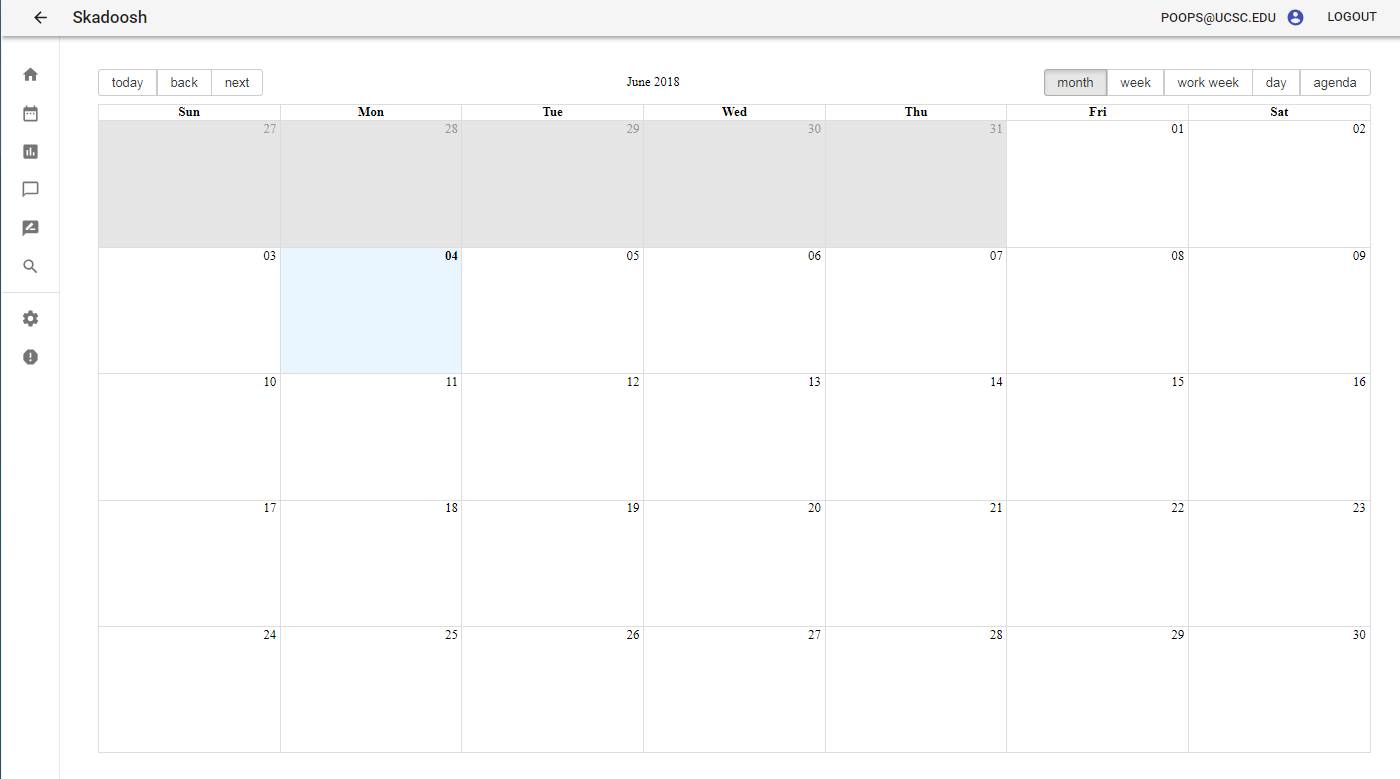 Skadoosh POOPS@UCSC.EDU LOGOUT
today back next June 2018 month week work week day agenda
Sun Mon Tue Wed Thu Fri Sat
27 28 29 30 31 01 02
03 04 05 06 07 08 09
10 11 12 13 14 15 16
17 18 19 20 21 22 23
24 25 26 27 28 29 30